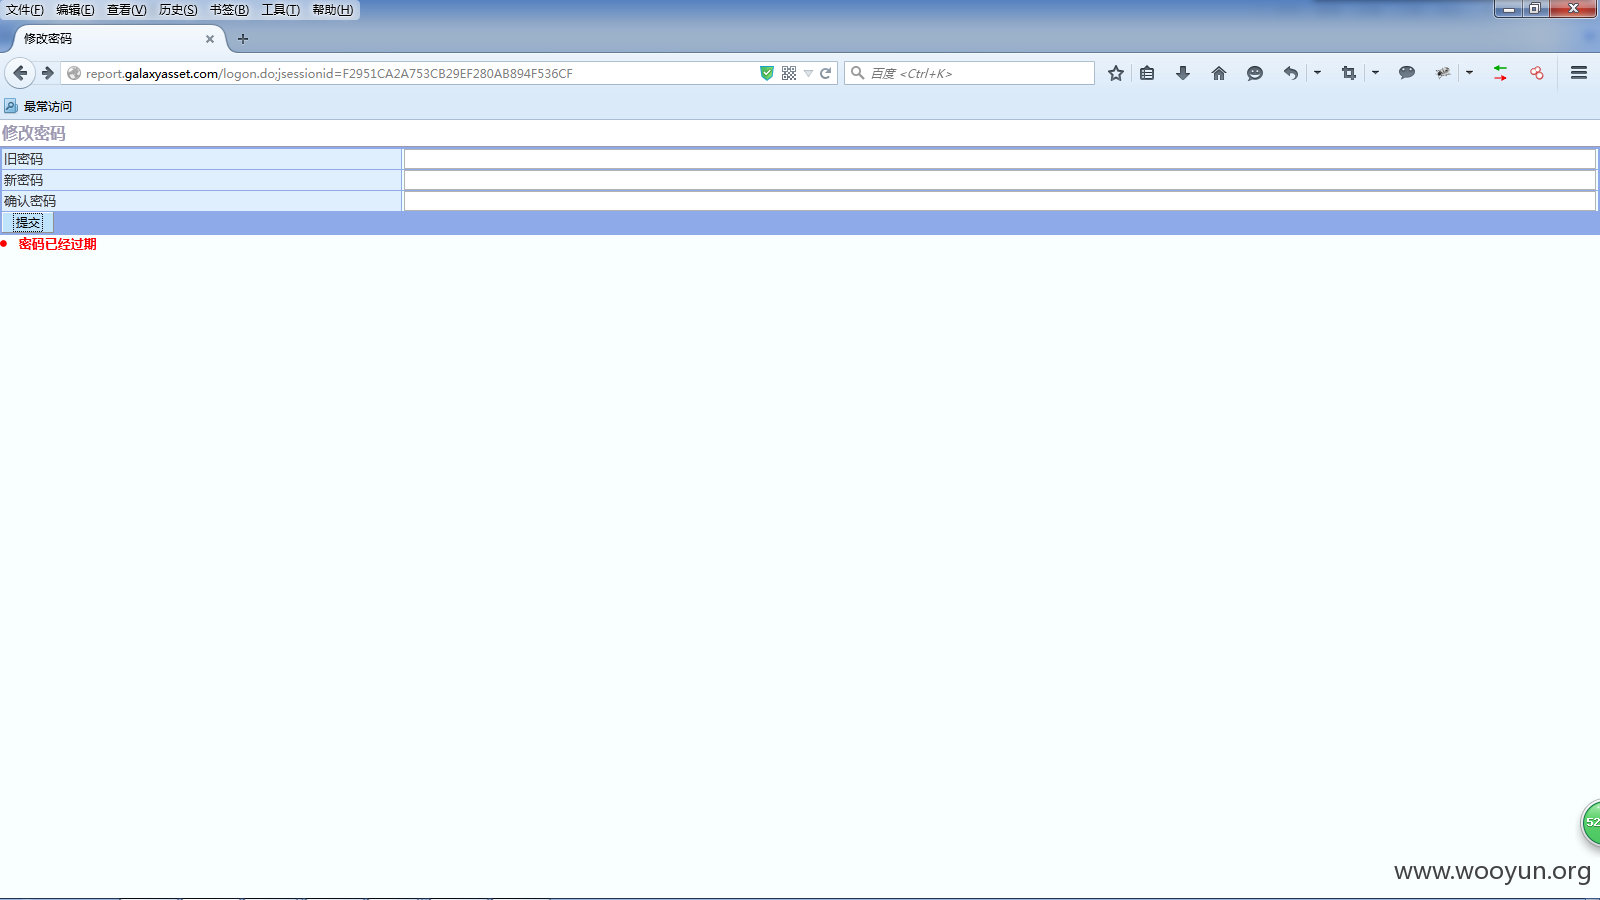 文件(F) 编辑(E) 查看(V) 历史(S) 书签(B) 工具(T) 帮助(H)
修改密码
report.galaxyasset.com/logon.do;jsessionid=F2951CA2A753CB29EF280AB894F536CF
百度 <Ctrl+K>
最常访问
修改密码
旧密码
新密码
确认密码
提交
密码已经过期
52
www.wooyun.org